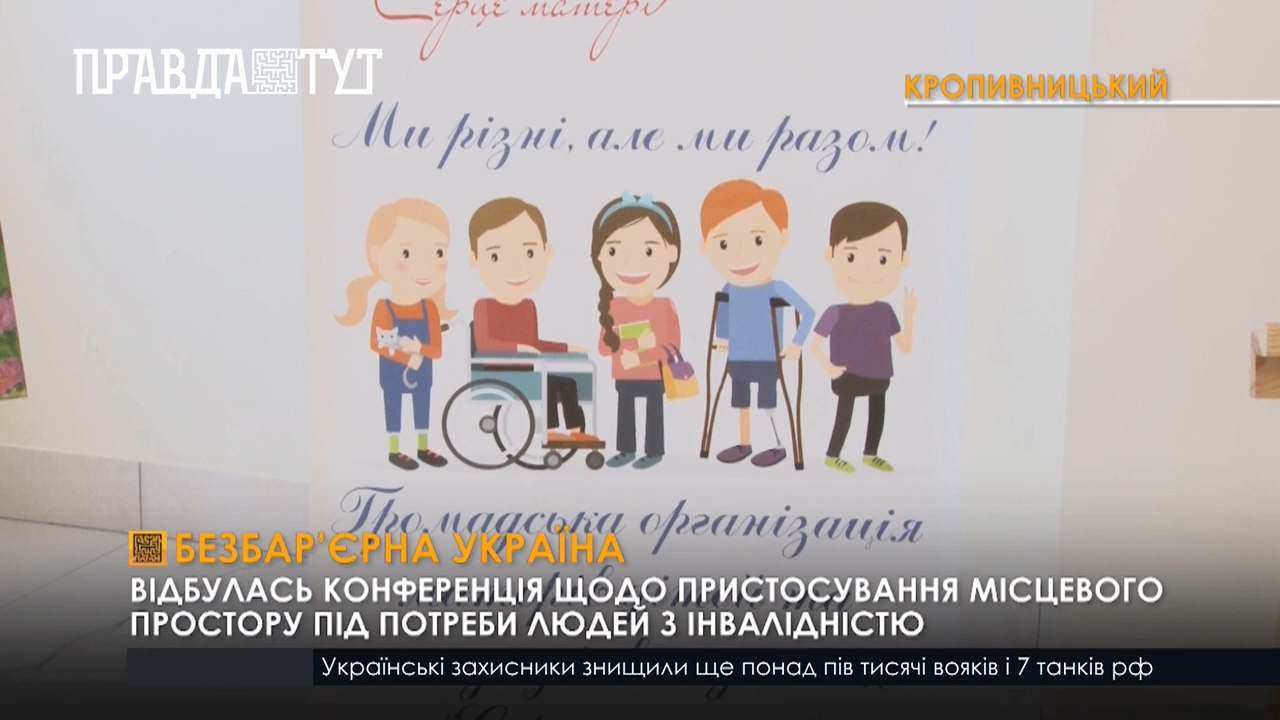 Серце матері
ПРАВДА ТУТ
КРОПИВНИЦЬКИЙ
Ми різні, але ми разом!
Громадська організація
БЕЗБАР'ЄРНА УКРАЇНА
ВІДБУЛАСЬ КОНФЕРЕНЦІЯ ЩОДО ПРИСТОСУВАННЯ МІСЦЕВОГО
ПРОСТОРУ ПІД ПОТРЕБИ ЛЮДЕЙ З ІНВАЛІДНІСТЮ
Українські захисники знищили ще понад пів тисячі вояків і 7 танків рф